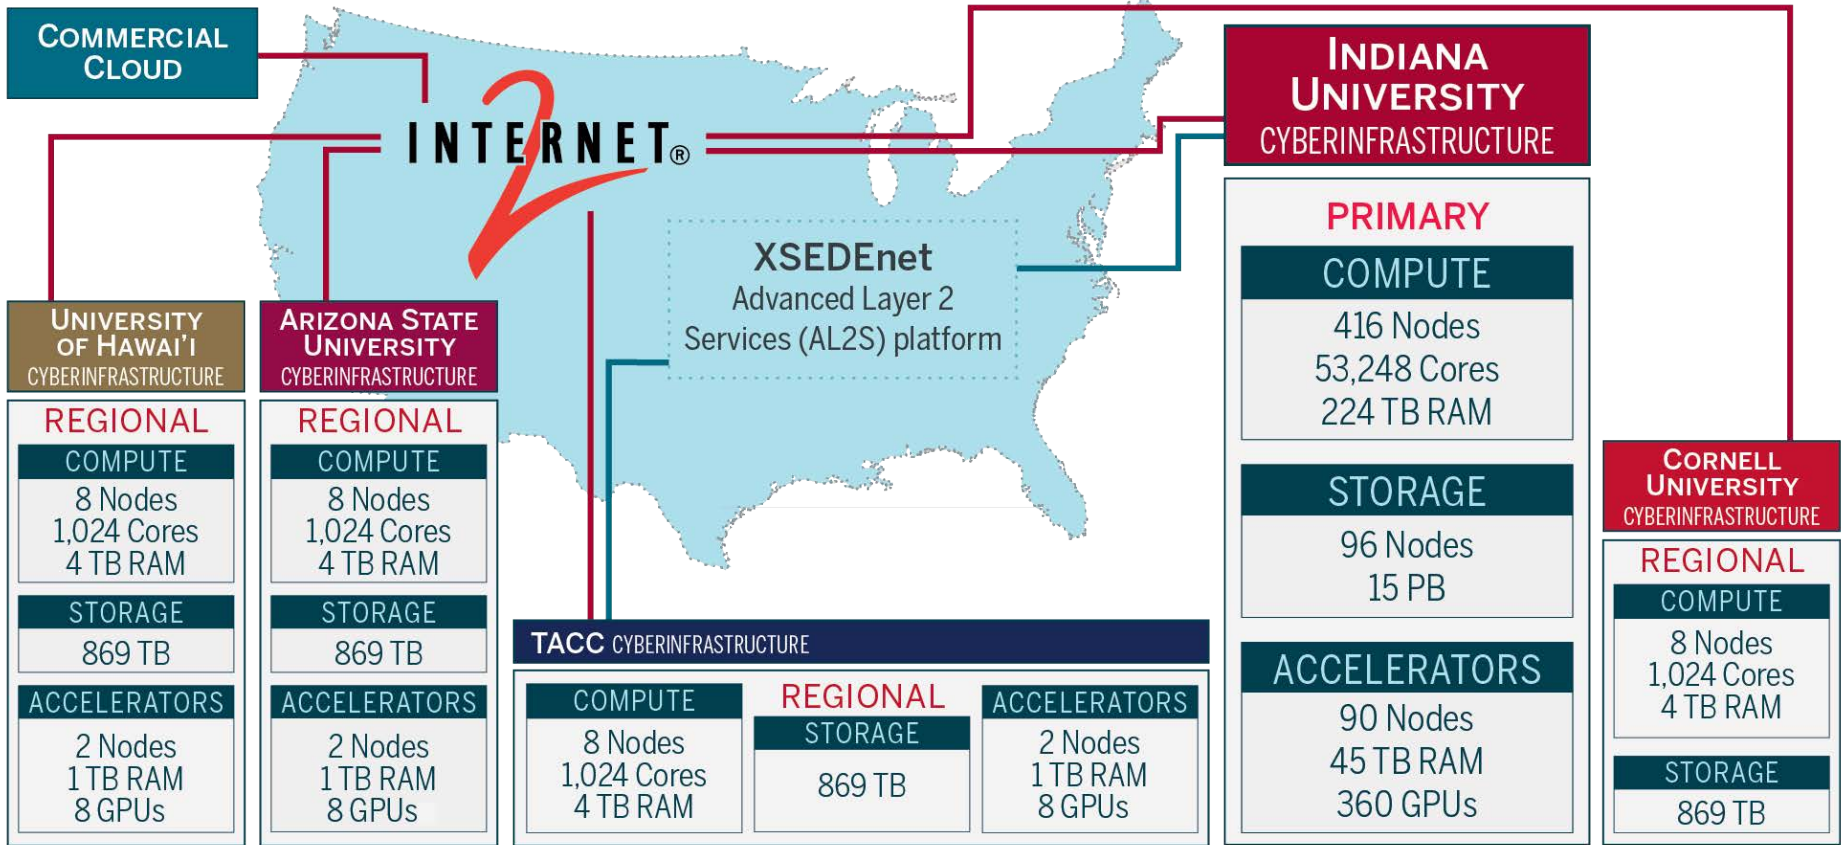 COMMERCIAL
CLOUD
INTERNET®
2
XSEDEnet
Advanced Layer 2
Services (AL2S) platform
INDIANA
UNIVERSITY
CYBERINFRASTRUCTURE
PRIMARY
COMPUTE
416 Nodes
53,248 Cores
224 TB RAM
STORAGE
96 Nodes
15 PB
ACCELERATORS
90 Nodes
45 TB RAM
360 GPUs
UNIVERSITY
OF HAWAI'I
CYBERINFRASTRUCTURE
REGIONAL
COMPUTE
8 Nodes
1,024 Cores
4 TB RAM
STORAGE
869 TB
ACCELERATORS
2 Nodes
1 TB RAM
8 GPUs
ARIZONA STATE
UNIVERSITY
CYBERINFRASTRUCTURE
REGIONAL
COMPUTE
8 Nodes
1,024 Cores
4 TB RAM
STORAGE
869 TB
ACCELERATORS
2 Nodes
1 TB RAM
8 GPUs
TACC CYBERINFRASTRUCTURE
REGIONAL
COMPUTE
8 Nodes
1,024 Cores
4 TB RAM
STORAGE
869 TB
ACCELERATORS
2 Nodes
1 TB RAM
8 GPUs
CORNELL
UNIVERSITY
CYBERINFRASTRUCTURE
REGIONAL
COMPUTE
8 Nodes
1,024 Cores
4 TB RAM
STORAGE
869 TB